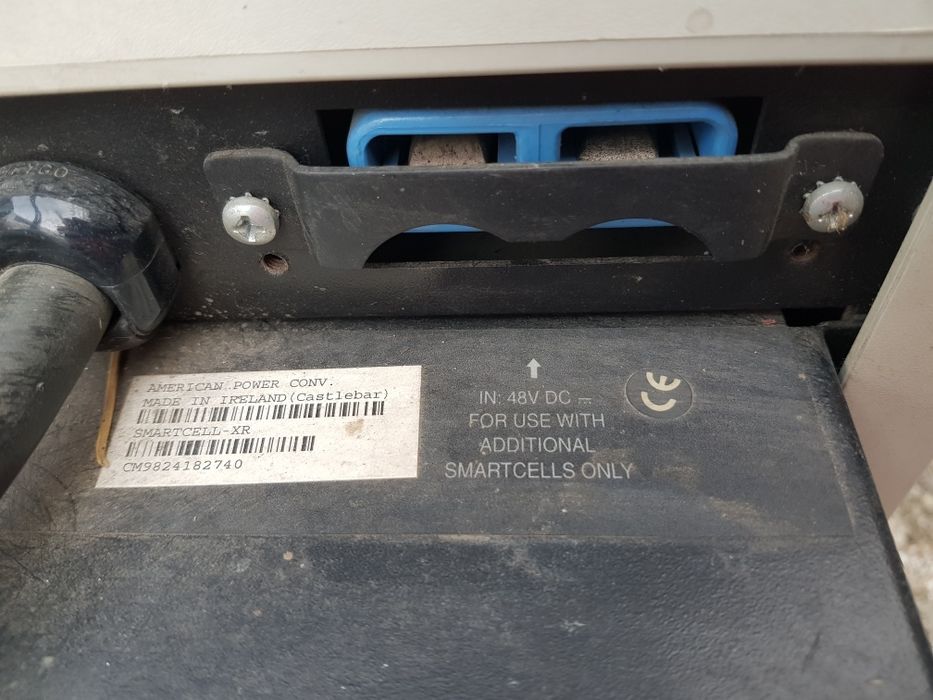 AMERICAN POWER CONV.
MADE IN IRELAND(Castlebar)
SMARTCELL-XR
CM9824182740
IN: 48V DC ⎓
FOR USE WITH
ADDITIONAL
SMARTCELLS ONLY
CE